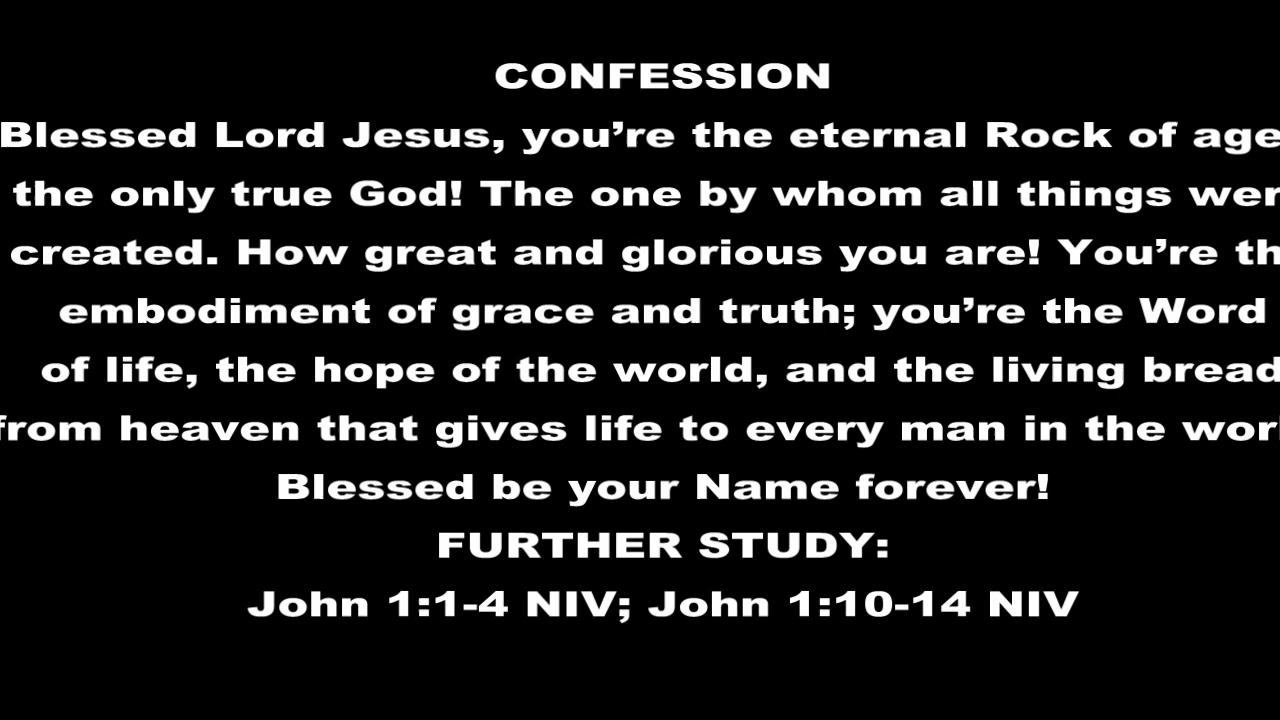 CONFESSION
Blessed Lord Jesus, you’re the eternal Rock of age
the only true God! The one by whom all things wer
created. How great and glorious you are! You’re th
embodiment of grace and truth; you’re the Word
of life, the hope of the world, and the living bread
from heaven that gives life to every man in the wor
Blessed be your Name forever!
FURTHER STUDY:
John 1:1-4 NIV; John 1:10-14 NIV